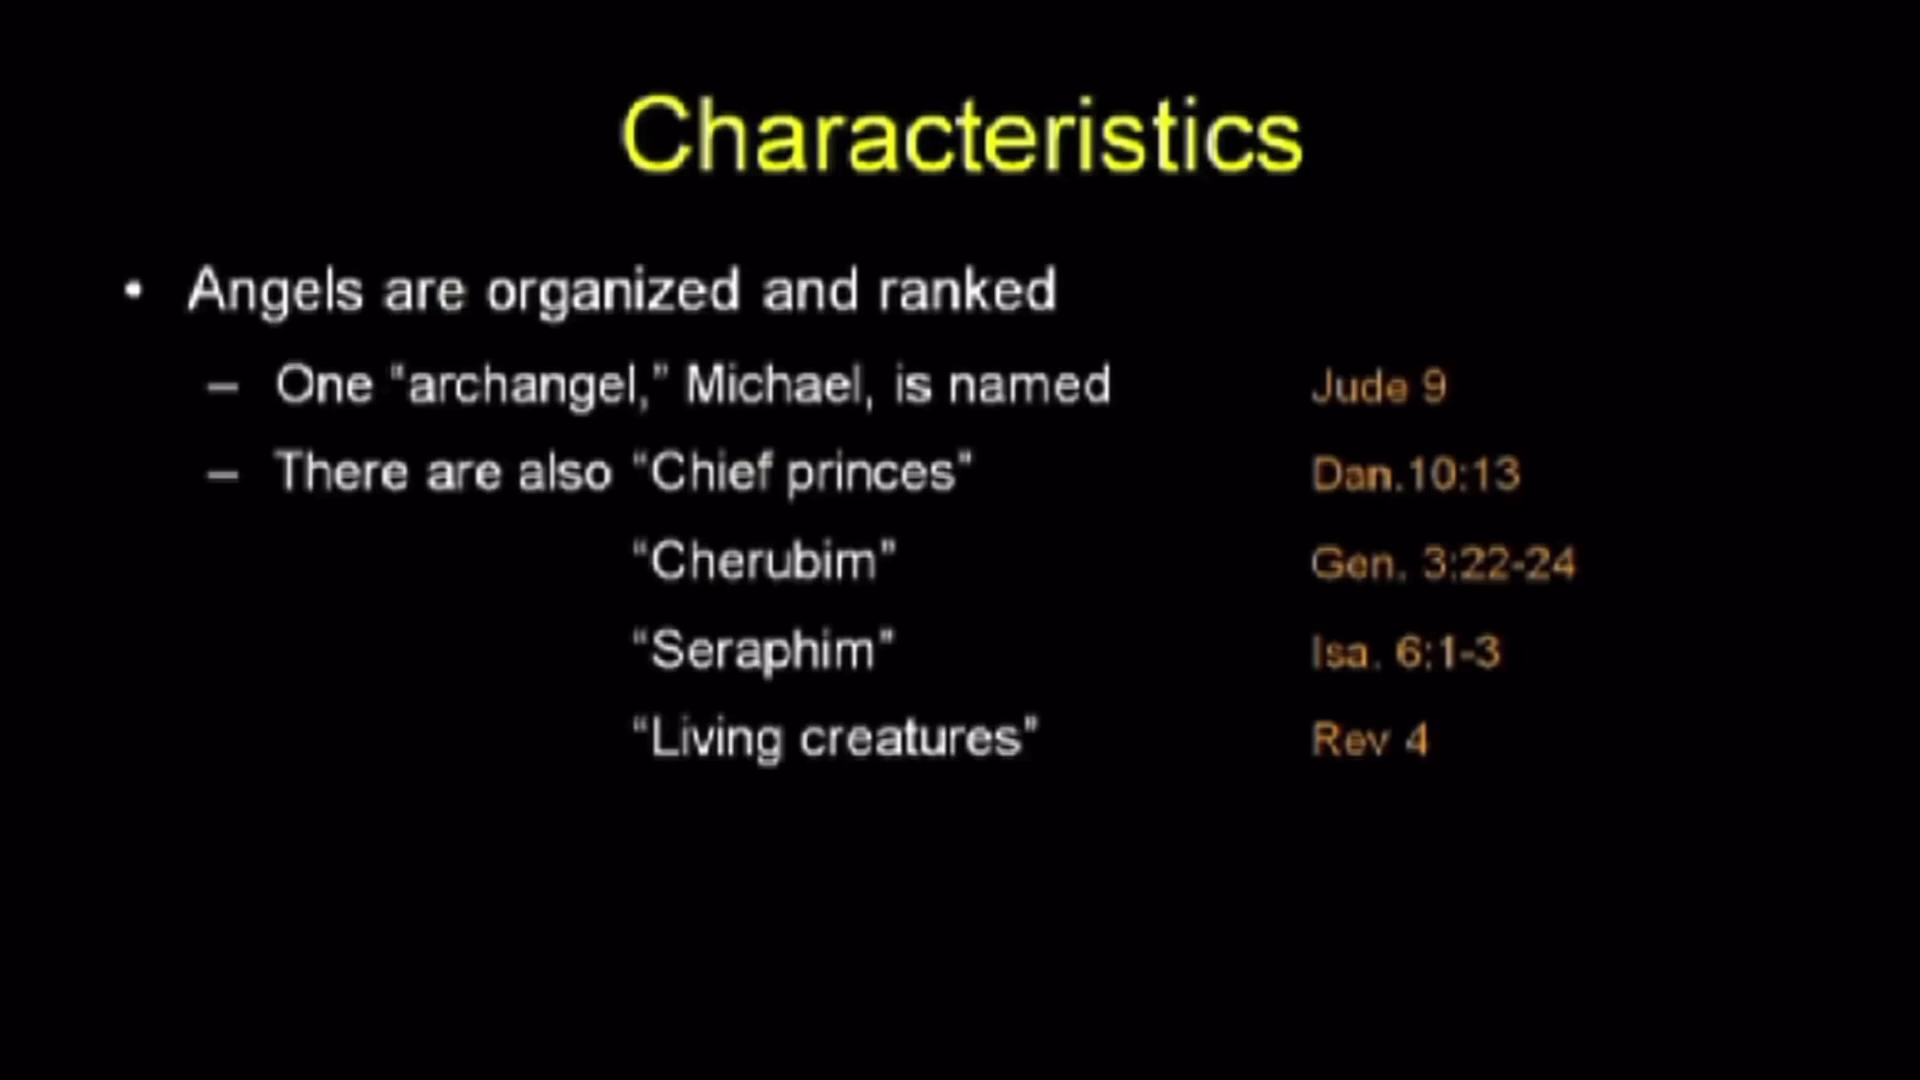 Characteristics
• Angels are organized and ranked
– One “archangel,” Michael, is named Jude 9
– There are also “Chief princes” Dan.10:13
“Cherubim” Gen. 3:22-24
“Seraphim” Isa. 6:1-3
“Living creatures” Rev 4